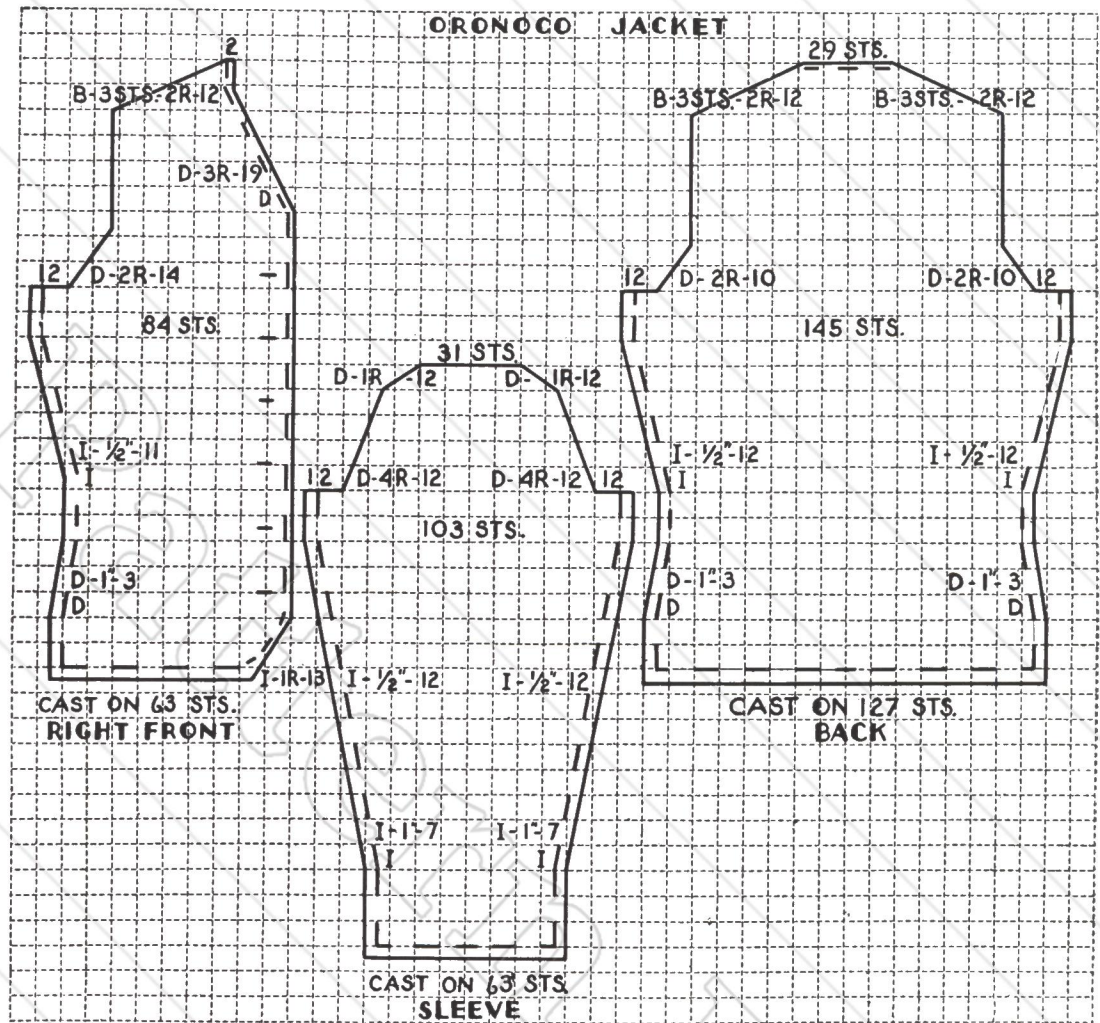 ORONOCO JACKET
2
B-3STS-2R-12
D-3R-19
D
12
D-2R-14
84 STS.
I-½"-11
I
D-1"-3
D
I-1R-13
CAST ON 63 STS.
RIGHT FRONT
31 STS.
D-1R -12
D- 1R-12
12
D-4R-12
D-4R-12
12
103 STS.
I-½"-12
I-½"-12
I-1"-7
I
I-1"-7
I
CAST ON 63 STS.
SLEEVE
29 STS.
B-3STS-2R-12
B-3STS.-2R-12
12
D-2R-10
D-2R-10
12
145 STS.
I-½"-12
I
I-½"-12
I
D-1"-3
D
D-1"-3
D
CAST ON 127 STS.
BACK
Pattern